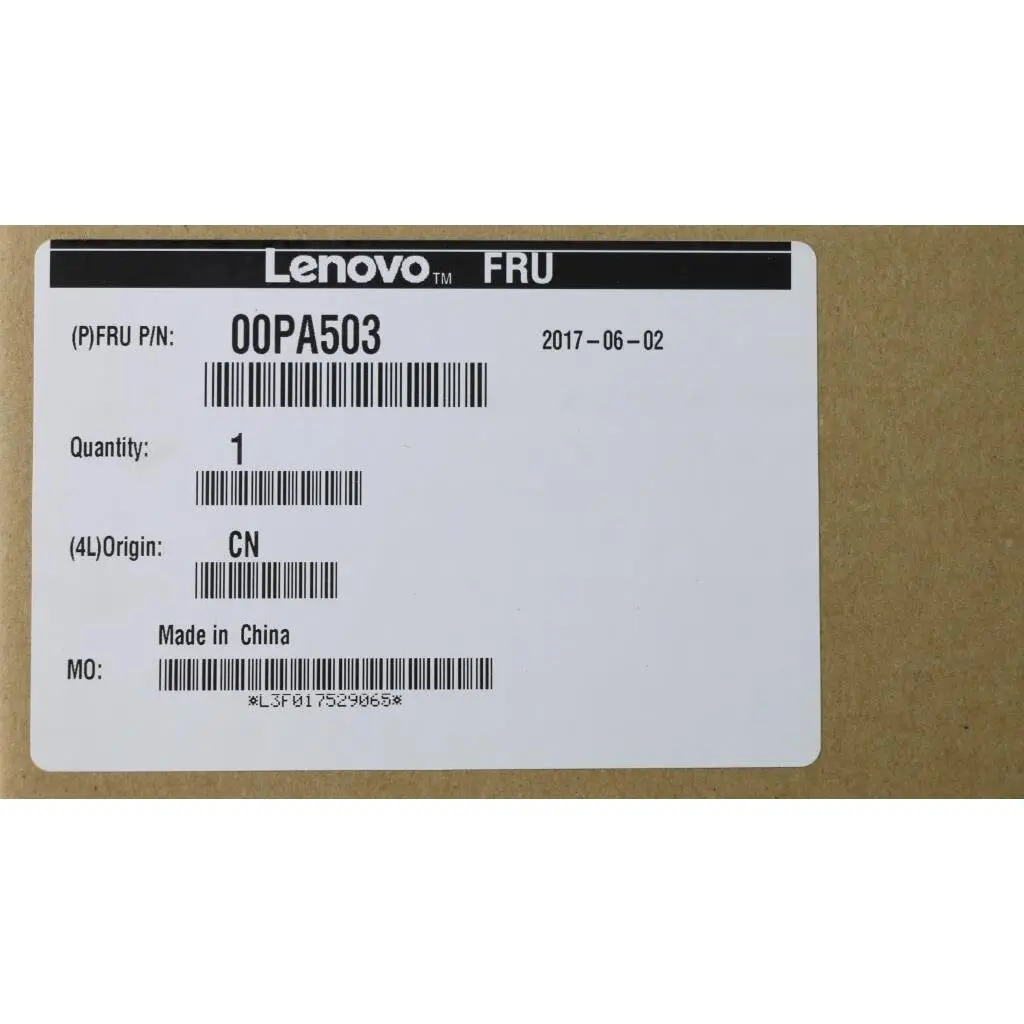 Lenovo™ FRU
(P)FRU P/N: 00PA503 2017-06-02
Quantity: 1
(4L)Origin: CN
Made in China
MO:
*L3F017529065*